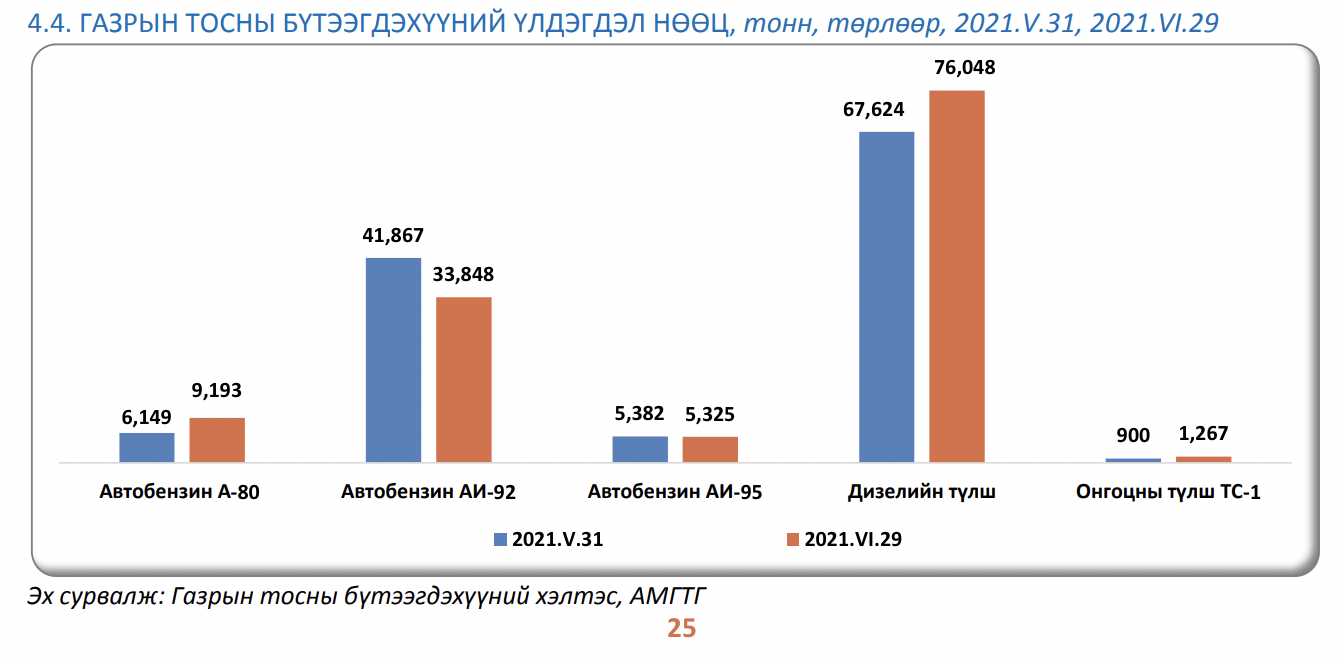 4.4. ГАЗРЫН ТОСНЫ БҮТЭЭГДЭХҮҮНИЙ ҮЛДЭГДЭЛ НӨӨЦ, тонн, төрлөөр, 2021.V.31, 2021.VI.29
76,048
67,624
41,867
33,848
9,193
6,149
5,382 5,325
900 1,267
Автобензин А-80 Автобензин АИ-92 Автобензин АИ-95 Дизелийн түлш Онгоцны түлш ТС-1
2021.V.31 2021.VI.29
Эх сурвалж: Газрын тосны бүтээгдэхүүний хэлтэс, АМГТГ
25